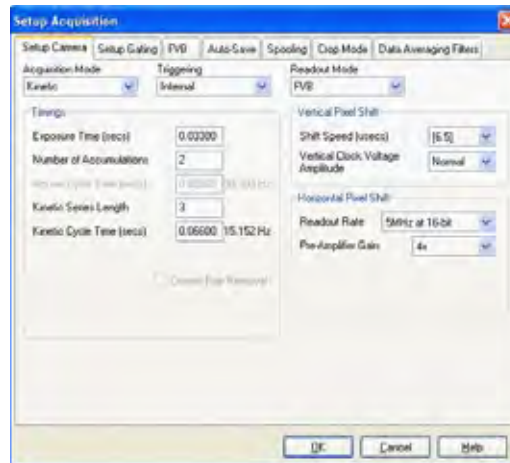 Setup Acquisition
Setup Camera Setup Gating FVB Auto-Save Spooling Crop Mode Data Averaging Filters
Acquisition Mode Triggering Readout Mode
Kinetic Internal FVB
Timings Vertical Pixel Shift
Exposure Time (secs) 0.03300 Shift Speed (usecs) [6.5]
Number of Accumulations 2 Vertical Clock Voltage Amplitude Normal
Kinetic Series Length 3 Horizontal Pixel Shift
Kinetic Cycle Time (secs) 0.06600 15.152 Hz Readout Rate 5MHz at 16-bit
Pre-Amplifier Gain 4x
OK Cancel Help